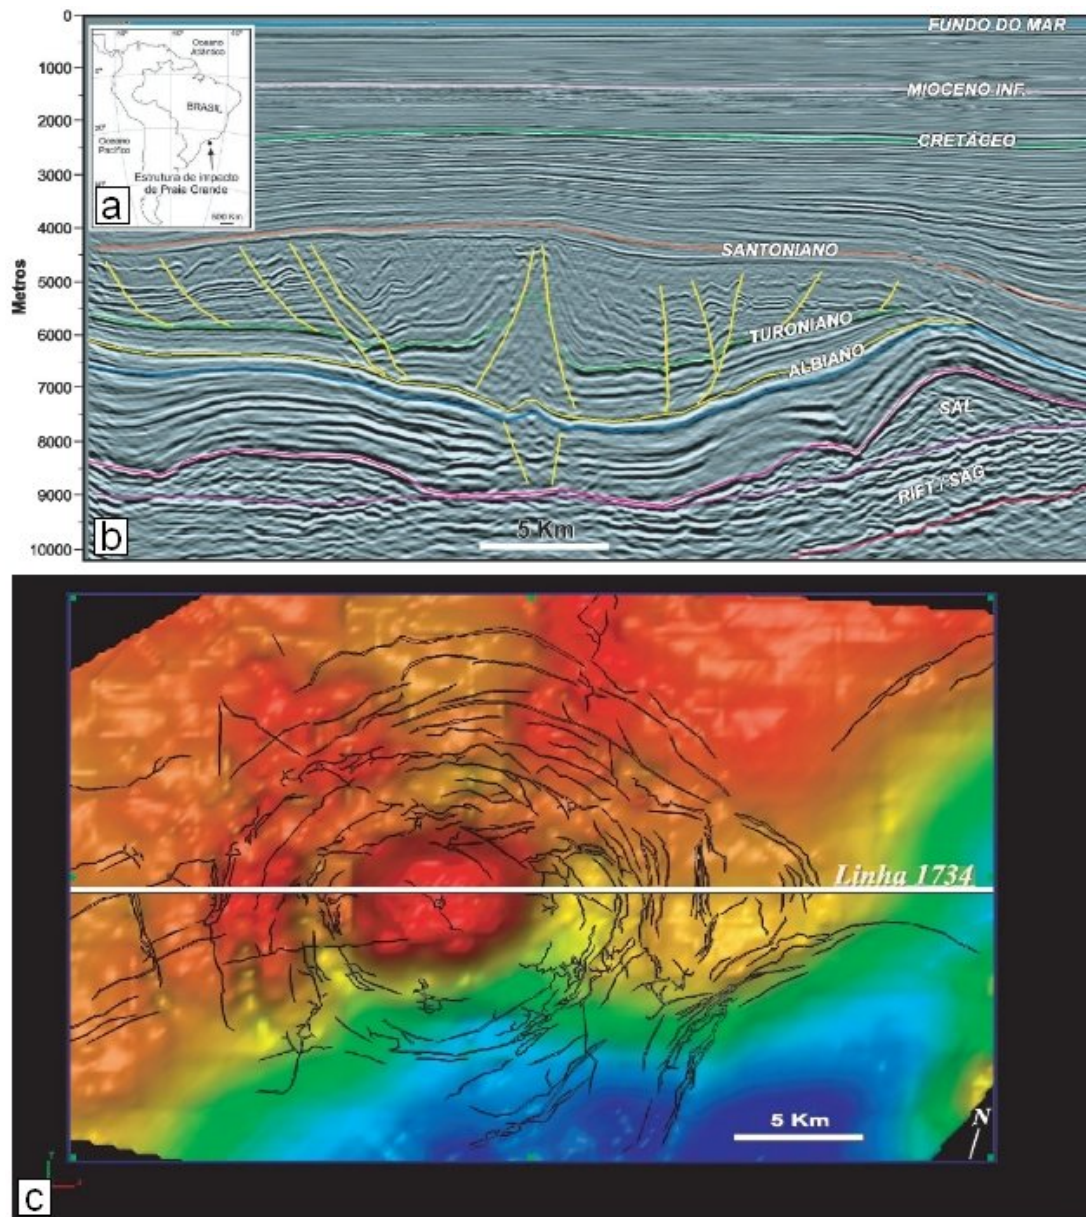 0
1000
2000
3000
4000
5000
6000
7000
8000
9000
10000
Metros
Oceano
Atlântico
BRASIL
Oceano
Pacífico
Estrutura de impacto
de Praia Grande
a
FUNDO DO MAR
MIOCENO INF.
CRETÁCEO
SANTONIANO
TURONIANO
ALBIANO
SAL
RIFT / SAG
5 Km
b
Linha 1734
5 Km
N
c